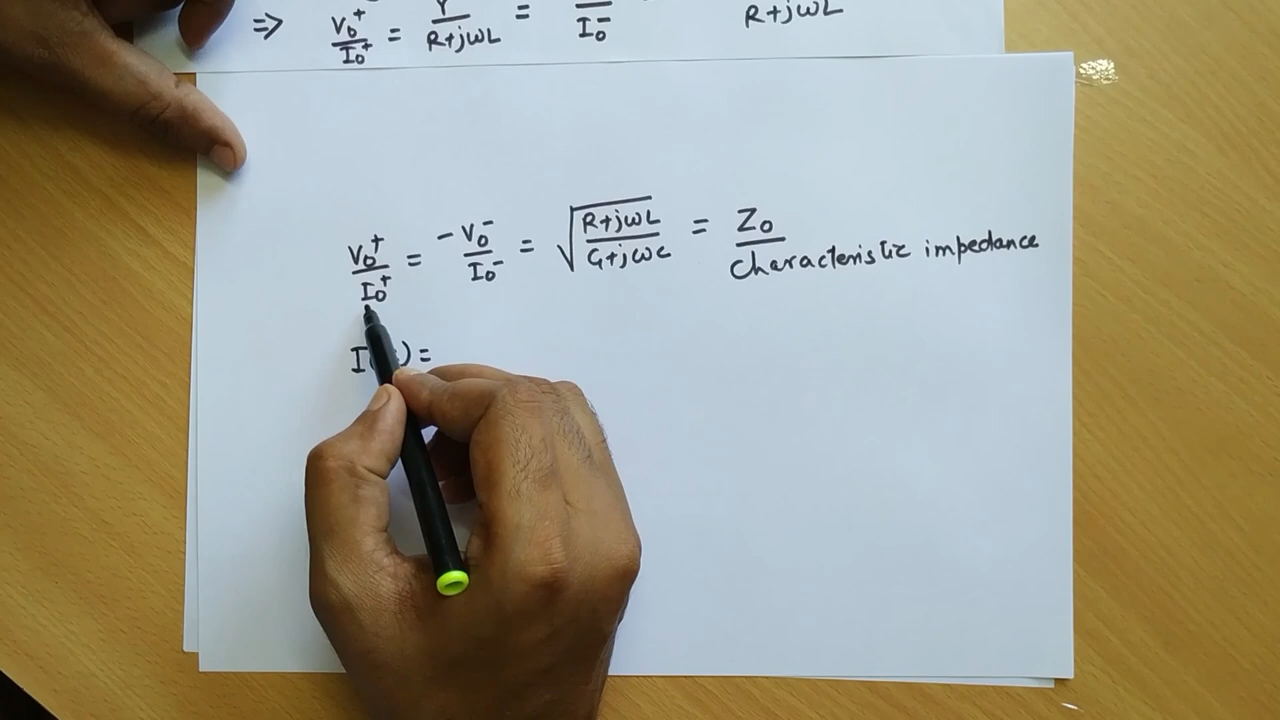 ⇒ V₀⁺/I₀⁺ = γ/R+jωL = /I₀⁻ R+jωL
V₀⁺/I₀⁺ = -V₀⁻/I₀⁻ = √(R+jωL/G+jωC) = Z₀
characteristic impedance
I( ) =